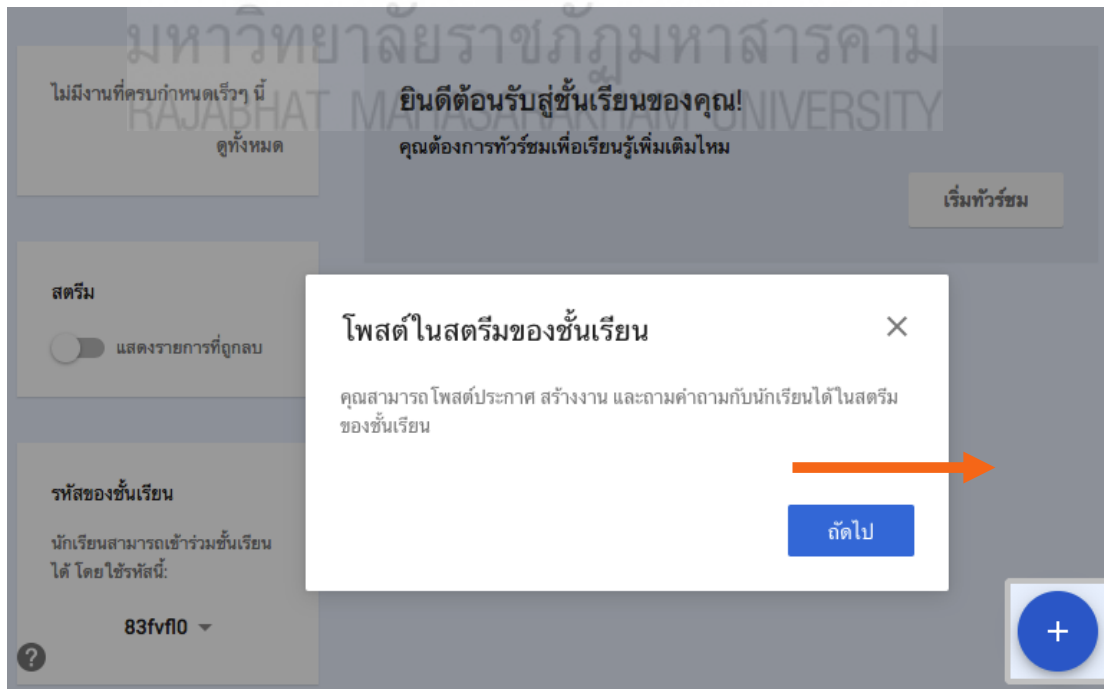 มหาวิทยาลัยราชภัฏมหาสารคาม
RAJABHAT MAHASARAKHAM UNIVERSITY
ไม่มีงานที่ครบกำหนดเร็วๆ นี้
ดูทั้งหมด
ยินดีต้อนรับสู่ชั้นเรียนของคุณ!
คุณต้องการทัวร์ชมเพื่อเรียนรู้เพิ่มเติมไหม
เริ่มทัวร์ชม
สตรีม
แสดงรายการที่ถูกลบ
โพสต์ในสตรีมของชั้นเรียน
คุณสามารถโพสต์ประกาศ สร้างงาน และถามคำถามกับนักเรียนได้ในสตรีม
ของชั้นเรียน
ถัดไป
รหัสของชั้นเรียน
นักเรียนสามารถเข้าร่วมชั้นเรียน
ได้ โดยใช้รหัสนี้:
83fvfl0